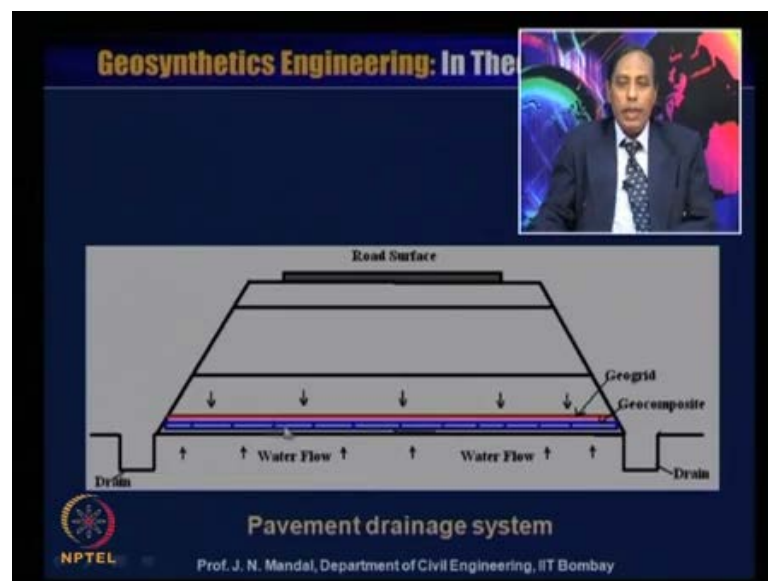 Geosynthetics Engineering: In The
Road Surface
Geogrid
Geocomposite
Water Flow
Water Flow
Drain
Drain
Pavement drainage system
NPTEL
Prof. J. N. Mandal, Department of Civil Engineering, IIT Bombay